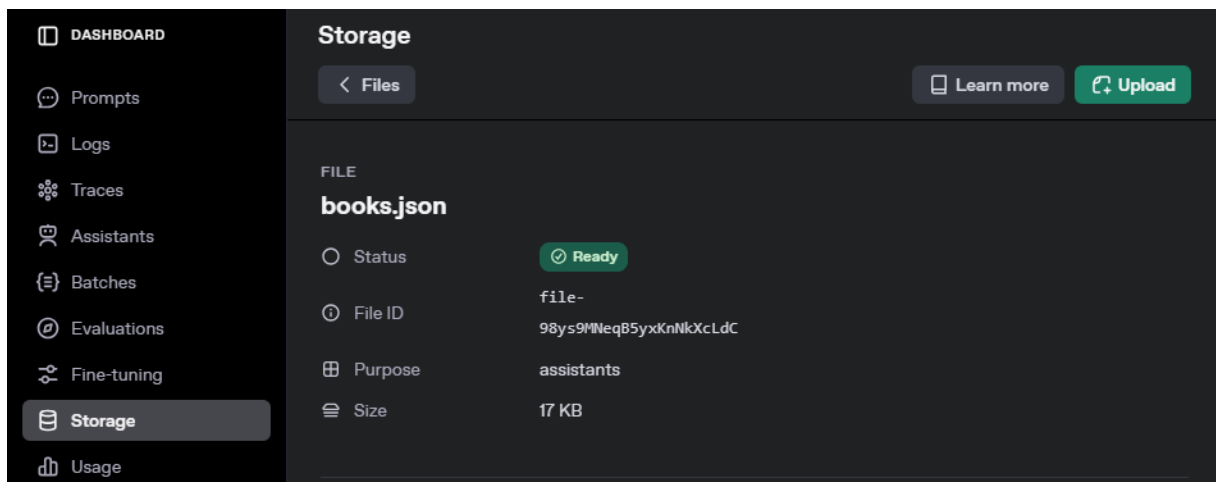 DASHBOARD
Prompts
Logs
Traces
Assistants
Batches
Evaluations
Fine-tuning
Storage
Usage
Storage
Files
Learn more
Upload
FILE
books.json
Status
Ready
File ID
file-
98ys9MNeqB5yxKnNkXcLdC
Purpose
assistants
Size
17 KB